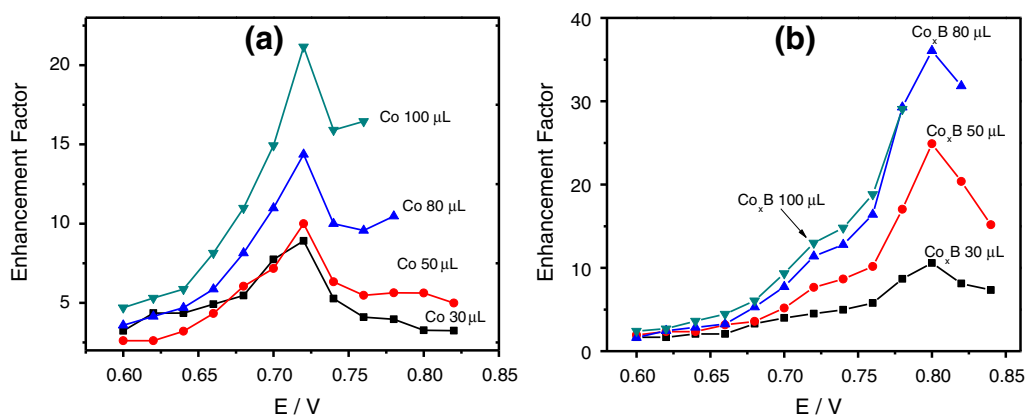 (a)
Enhancement Factor
20
15
10
5
Co 100 μL
Co 80 μL
Co 50 μL
Co 30 μL
0.60 0.65 0.70 0.75 0.80 0.85
E / V
(b)
Enhancement Factor
40
30
20
10
0
CoₓB 80 μL
CoₓB 50 μL
CoₓB 100 μL
CoₓB 30 μL
0.60 0.65 0.70 0.75 0.80 0.85
E / V